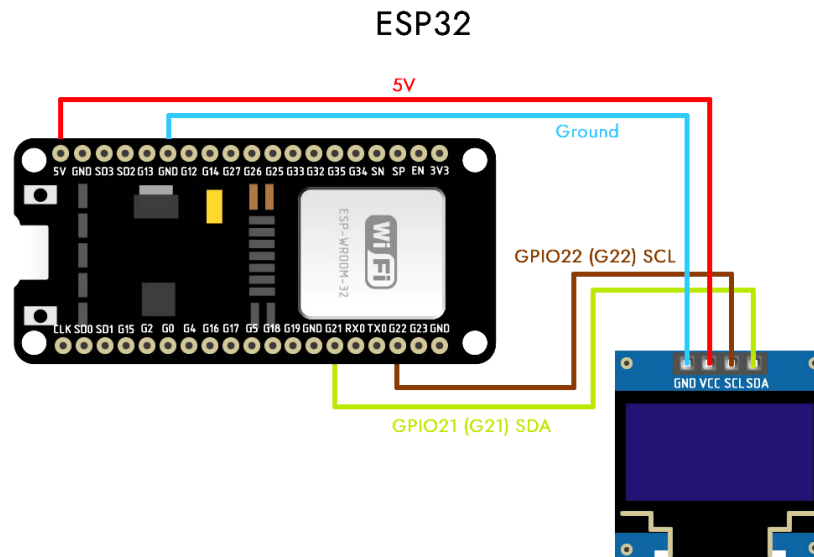 ESP32
5V
Ground
5V GND SD3 SD2 G13 GND G12 G14 G27 G26 G25 G33 G32 G35 G34 SN SP EN 3V3
WiFi
ESP-WROOM-32
GPIO22 (G22) SCL
CLK SD0 SD1 G15 G2 G0 G4 G16 G17 G5 G18 G19 GND G21 RX0 TX0 G22 G23 GND
GND VCC SCL SDA
GPIO21 (G21) SDA